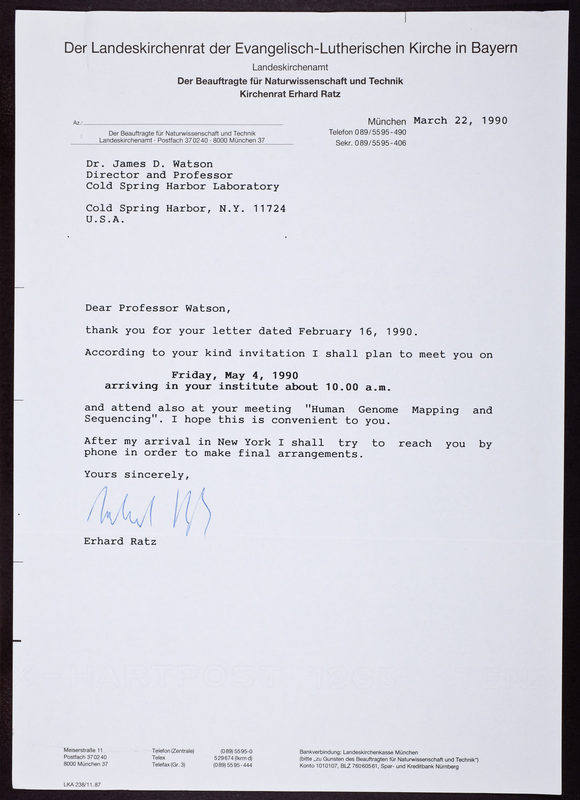 Der Landeskirchenrat der Evangelisch-Lutherischen Kirche in Bayern
Landeskirchenamt
Der Beauftragte für Naturwissenschaft und Technik
Kirchenrat Erhard Ratz
Az.:
Der Beauftragte für Naturwissenschaft und Technik
Landeskirchenamt · Postfach 37 02 40 · 8000 München 37
München March 22, 1990
Telefon 089/5595-490
Sekr. 089/5595-406
Dr. James D. Watson
Director and Professor
Cold Spring Harbor Laboratory
Cold Spring Harbor, N.Y. 11724
U.S.A.
Dear Professor Watson,
thank you for your letter dated February 16, 1990.
According to your kind invitation I shall plan to meet you on
Friday, May 4, 1990
arriving in your institute about 10.00 a.m.
and attend also at your meeting "Human Genome Mapping and
Sequencing". I hope this is convenient to you.
After my arrival in New York I shall try to reach you by
phone in order to make final arrangements.
Yours sincerely,
Erhard Ratz
HARTPOST
Meiserstraße 11
Postfach 37 02 40
8000 München 37
Telefon (Zentrale) (089) 5595-0
Telex 529674 (lkrm d)
Telefax (Gr. 3) (089) 5595-444
Bankverbindung: Landeskirchenkasse München
(bitte „zu Gunsten des Beauftragten für Naturwissenschaft und Technik")
Konto 1010107, BLZ 760 605 61, Spar- und Kreditbank Nürnberg
LKA 238/11.87